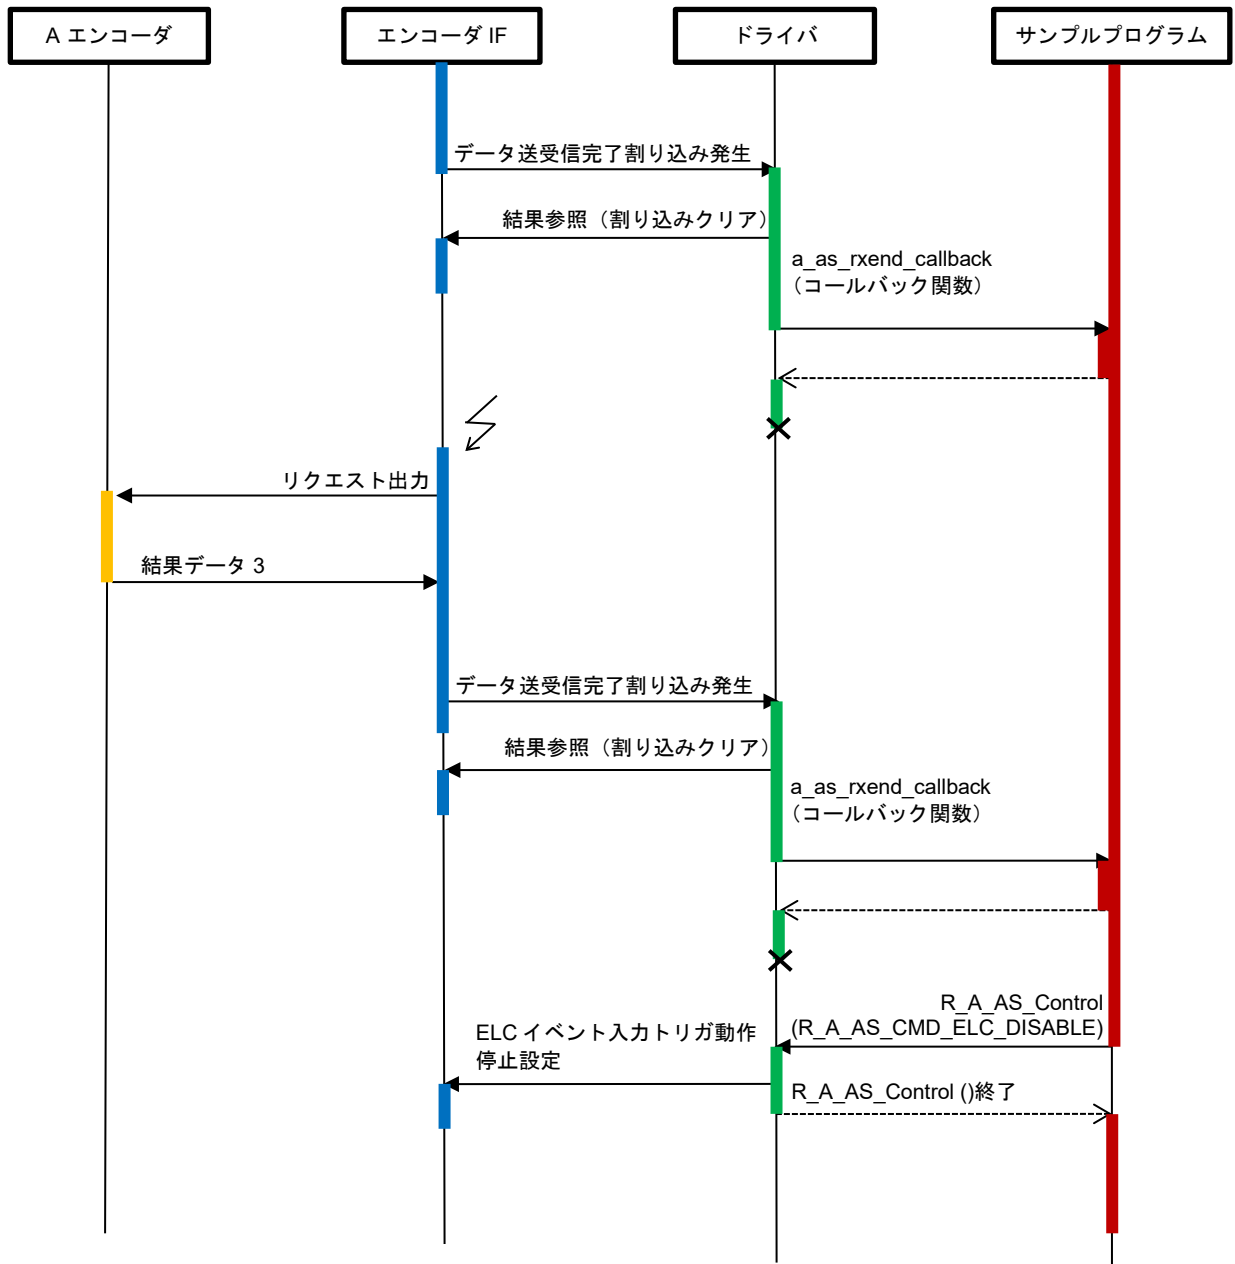 A エンコーダ
エンコーダ IF
ドライバ
サンプルプログラム
データ送受信完了割り込み発生
結果参照（割り込みクリア）
a_as_rxend_callback
（コールバック関数）
リクエスト出力
結果データ 3
データ送受信完了割り込み発生
結果参照（割り込みクリア）
a_as_rxend_callback
（コールバック関数）
R_A_AS_Control
(R_A_AS_CMD_ELC_DISABLE)
ELC イベント入力トリガ動作
停止設定
R_A_AS_Control ()終了